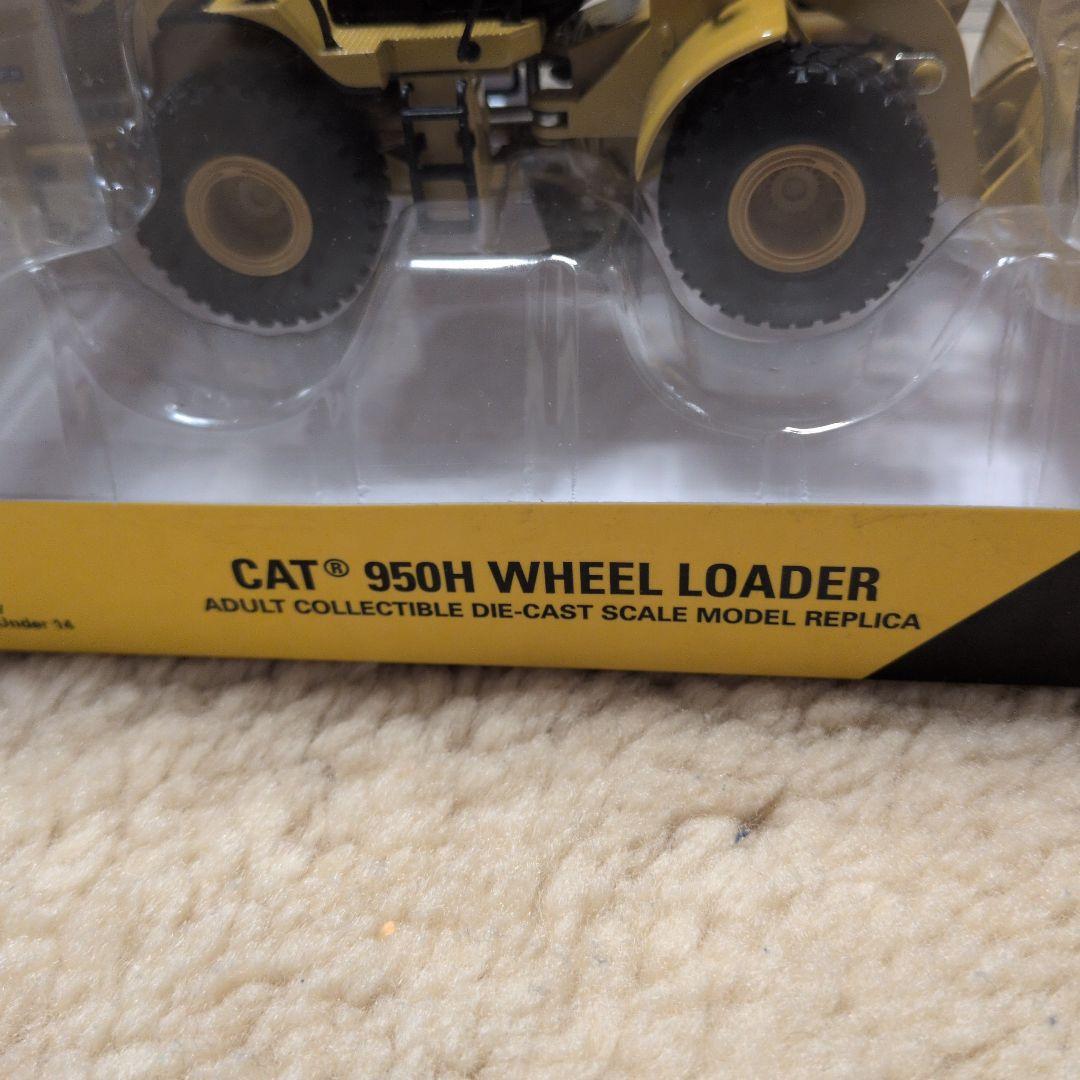 CAT® 950H WHEEL LOADER
ADULT COLLECTIBLE DIE-CAST SCALE MODEL REPLICA
Under 14